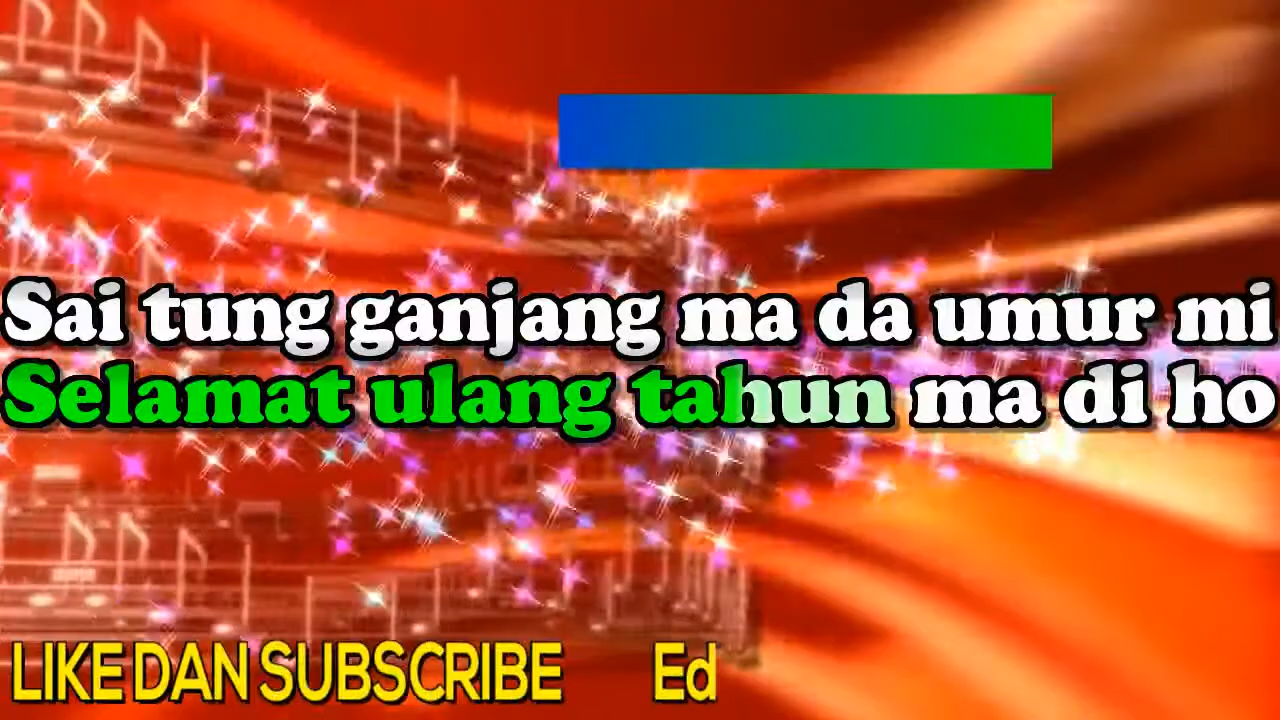 Sai tung ganjang ma da umur mi
Selamat ulang tahun ma di ho
LIKE DAN SUBSCRIBE Ed